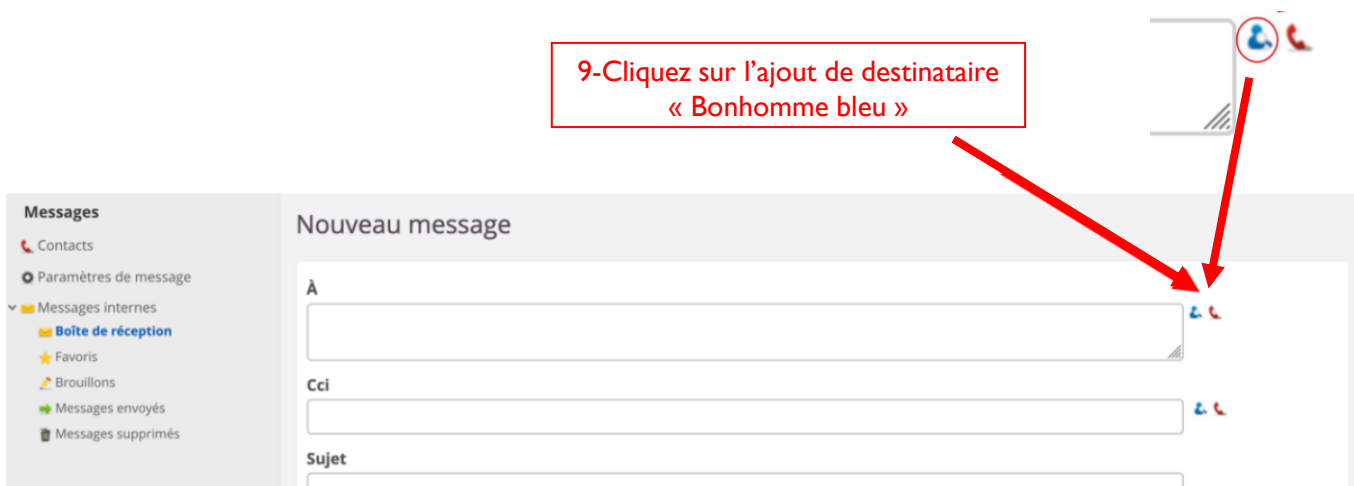 9-Cliquez sur l'ajout de destinataire
« Bonhomme bleu »
Messages
Contacts
Paramètres de message
Messages internes
Boîte de réception
Favoris
Brouillons
Messages envoyés
Messages supprimés
Nouveau message
À
Cci
Sujet